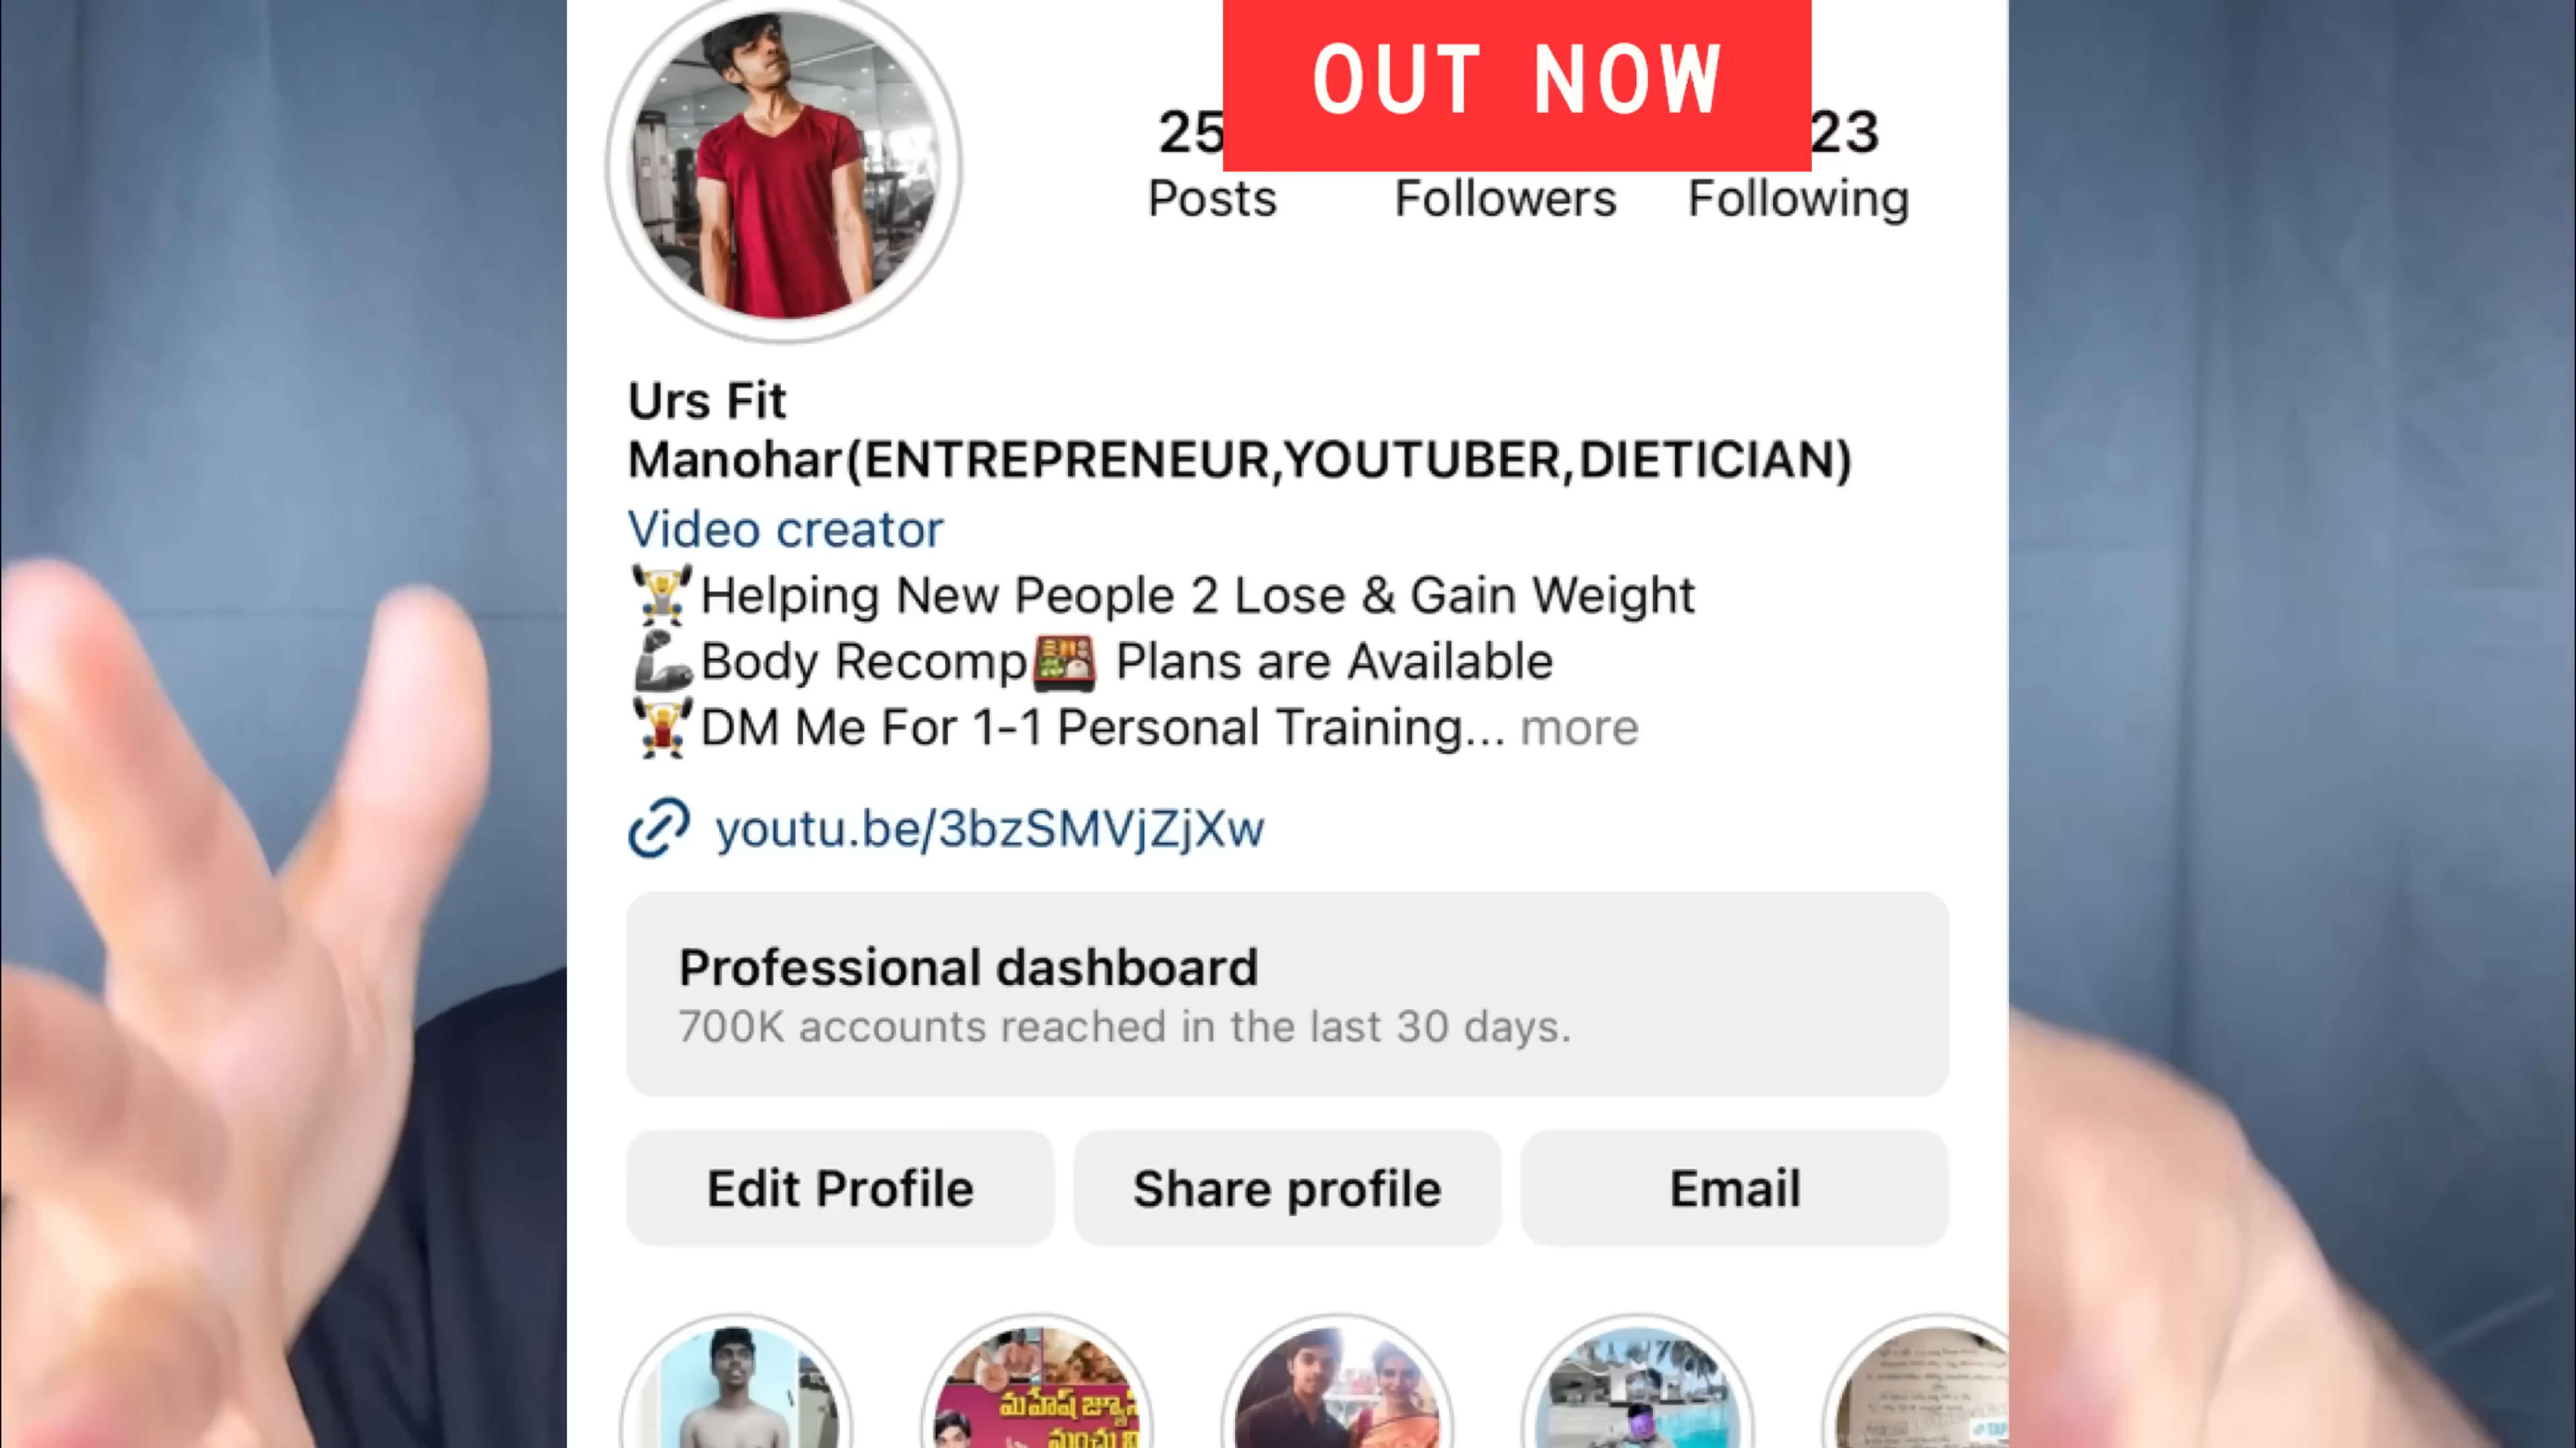 OUT NOW
25
23
Posts
Followers
Following
Urs Fit
Manohar(ENTREPRENEUR,YOUTUBER,DIETICIAN)
Video creator
Helping New People 2 Lose & Gain Weight
Body Recomp Plans are Available
DM Me For 1-1 Personal Training... more
youtu.be/3bzSMVjZjXw
Professional dashboard
700K accounts reached in the last 30 days.
Edit Profile
Share profile
Email
మహేష్